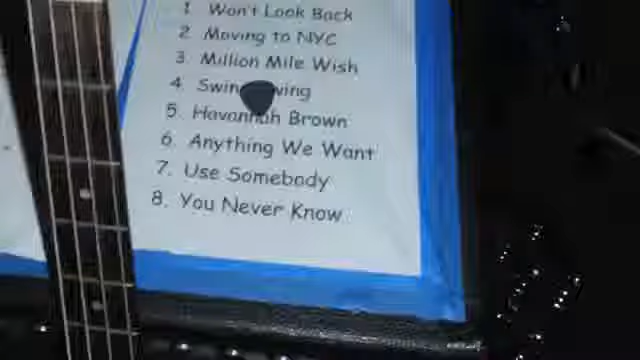 1 Won't Look Back
2 Moving to NYC
3 Million Mile Wish
4 Swing
5. Havannah Brown
6. Anything We Want
7. Use Somebody
8. You Never Know